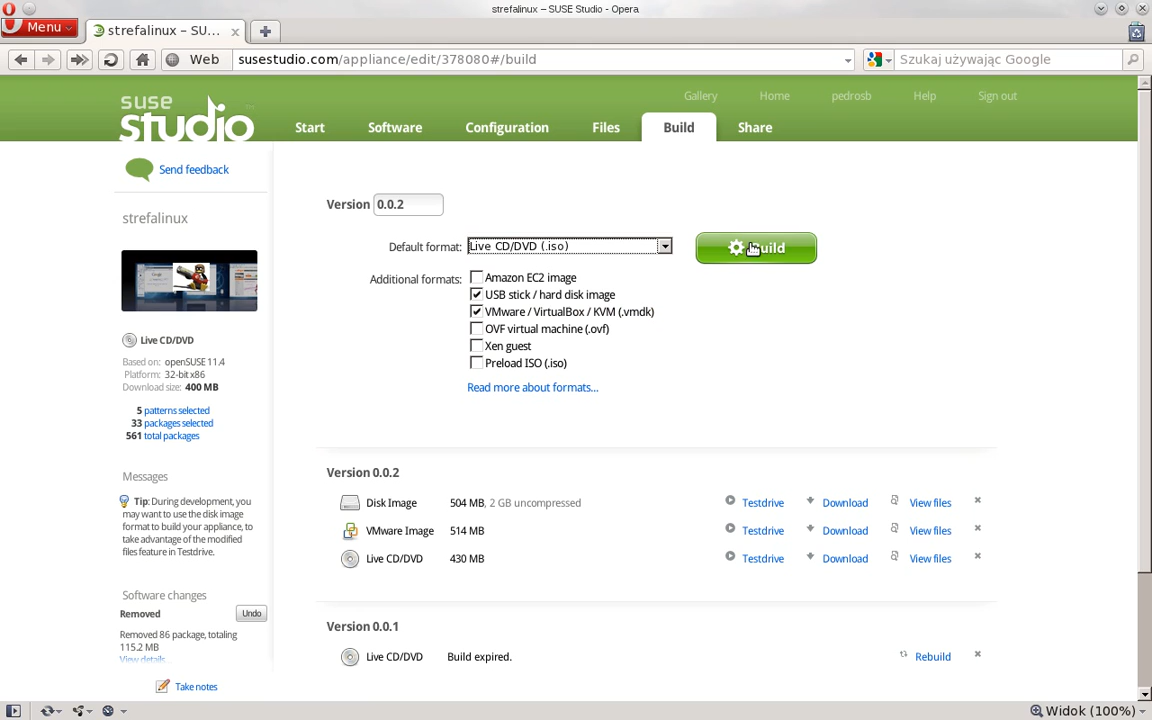 strefalinux – SUSE Studio - Opera
Menu
strefalinux – SU...
Web
susestudio.com/appliance/edit/378080#/build
Szukaj używając Google
suse studio
Gallery
Home
pedrosb
Help
Sign out
Start
Software
Configuration
Files
Build
Share
Send feedback
strefalinux
Live CD/DVD
Based on: openSUSE 11.4
Platform: 32-bit x86
Download size: 400 MB
5 patterns selected
33 packages selected
561 total packages
Messages
Tip: During development, you
may want to use the disk image
format to build your appliance, to
take advantage of the modified
files feature in Testdrive.
Software changes
Removed
Undo
Removed 86 package, totaling
115.2 MB
View details...
Take notes
Version 0.0.2
Default format: Live CD/DVD (.iso)
Build
Additional formats:
Amazon EC2 image
USB stick / hard disk image
VMware / VirtualBox / KVM (.vmdk)
OVF virtual machine (.ovf)
Xen guest
Preload ISO (.iso)
Read more about formats...
Version 0.0.2
Disk Image 504 MB, 2 GB uncompressed Testdrive Download View files
VMware Image 514 MB Testdrive Download View files
Live CD/DVD 430 MB Testdrive Download View files
Version 0.0.1
Live CD/DVD Build expired. Rebuild
Widok (100%)